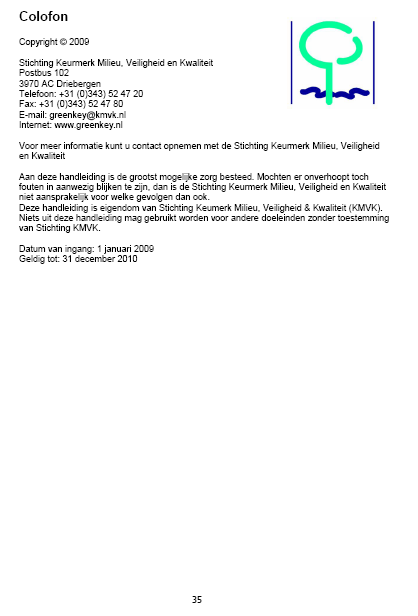 Colofon
Copyright © 2009
Stichting Keurmerk Milieu, Veiligheid en Kwaliteit
Postbus 102
3970 AC Driebergen
Telefoon: +31 (0)343) 52 47 20
Fax: +31 (0)343) 52 47 80
E-mail: greenkey@kmvk.nl
Internet: www.greenkey.nl
Voor meer informatie kunt u contact opnemen met de Stichting Keurmerk Milieu, Veiligheid
en Kwaliteit
Aan deze handleiding is de grootst mogelijke zorg besteed. Mochten er onverhoopt toch
fouten in aanwezig blijken te zijn, dan is de Stichting Keurmerk Milieu, Veiligheid en Kwaliteit
niet aansprakelijk voor welke gevolgen dan ook.
Deze handleiding is eigendom van Stichting Keumerk Milieu, Veiligheid & Kwaliteit (KMVK).
Niets uit deze handleiding mag gebruikt worden voor andere doeleinden zonder toestemming
van Stichting KMVK.
Datum van ingang: 1 januari 2009
Geldig tot: 31 december 2010
35